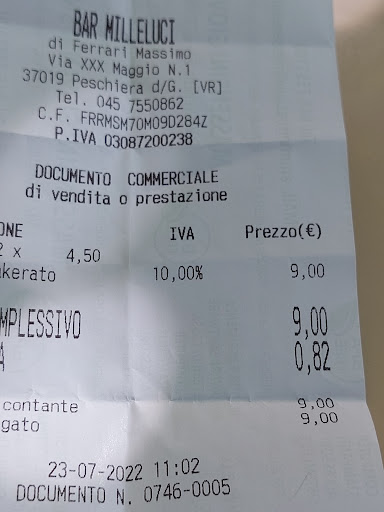 BAR MILLELUCI
di Ferrari Massimo
Via XXX Maggio N.1
37019 Peschiera d/G. [VR]
Tel. 045 7550862
C.F. FRRMSM70M09D284Z
P.IVA 03087200238
DOCUMENTO COMMERCIALE
di vendita o prestazione
ONE IVA Prezzo(€)
2 x 4,50
kerato 10,00% 9,00
MPLESSIVO 9,00
A 0,82
contante 9,00
gato 9,00
23-07-2022 11:02
DOCUMENTO N. 0746-0005